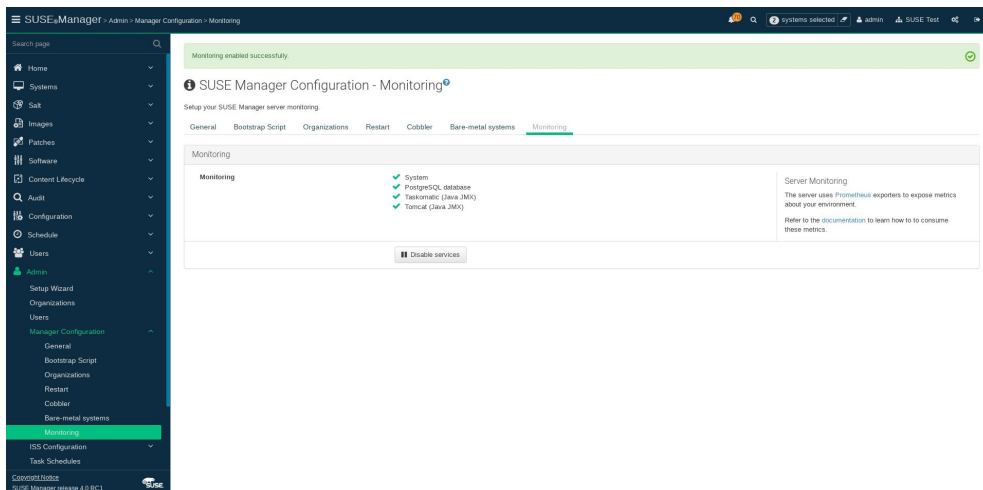 SUSE Manager > Admin > Manager Configuration > Monitoring
2 systems selected
admin
SUSE Test
Search page
Home
Systems
Salt
Images
Patches
Software
Content Lifecycle
Audit
Configuration
Schedule
Users
Admin
Setup Wizard
Organizations
Users
Manager Configuration
General
Bootstrap Script
Organizations
Restart
Cobbler
Bare-metal systems
Monitoring
ISS Configuration
Task Schedules
Copyright Notice
SUSE Manager release 4.0 RC1
SUSE
Monitoring enabled successfully.
SUSE Manager Configuration - Monitoring
Setup your SUSE Manager server monitoring.
General Bootstrap Script Organizations Restart Cobbler Bare-metal systems Monitoring
Monitoring
Monitoring
System
PostgreSQL database
Taskomatic (Java JMX)
Tomcat (Java JMX)
Disable services
Server Monitoring
The server uses Prometheus exporters to expose metrics
about your environment.
Refer to the documentation to learn how to to consume
these metrics.